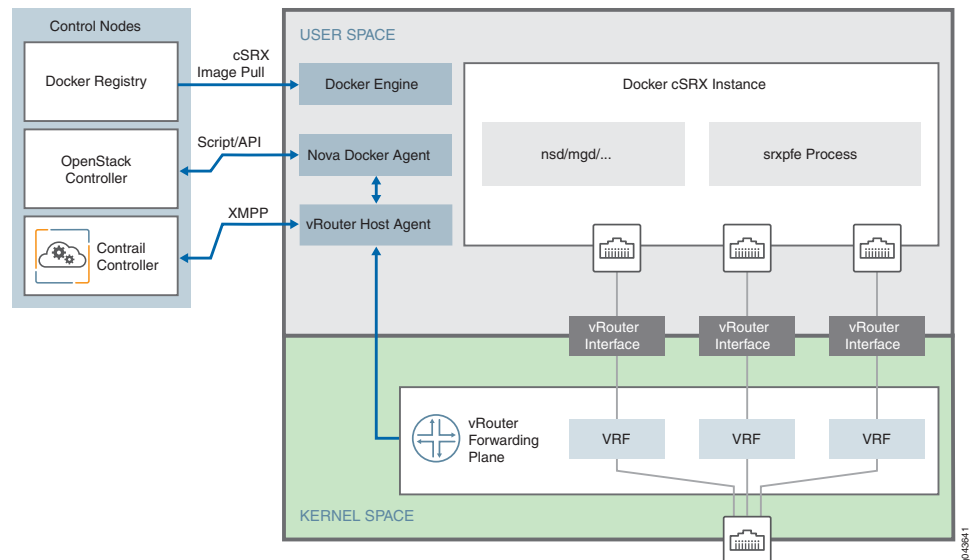 Control Nodes
Docker Registry
OpenStack
Controller
Contrail
Controller
cSRX
Image Pull
Script/API
XMPP
USER SPACE
Docker Engine
Nova Docker Agent
vRouter Host Agent
Docker cSRX Instance
nsd/mgd/...
srxpfe Process
vRouter
Interface
vRouter
Interface
vRouter
Interface
vRouter
Forwarding
Plane
VRF
VRF
VRF
KERNEL SPACE
g043641